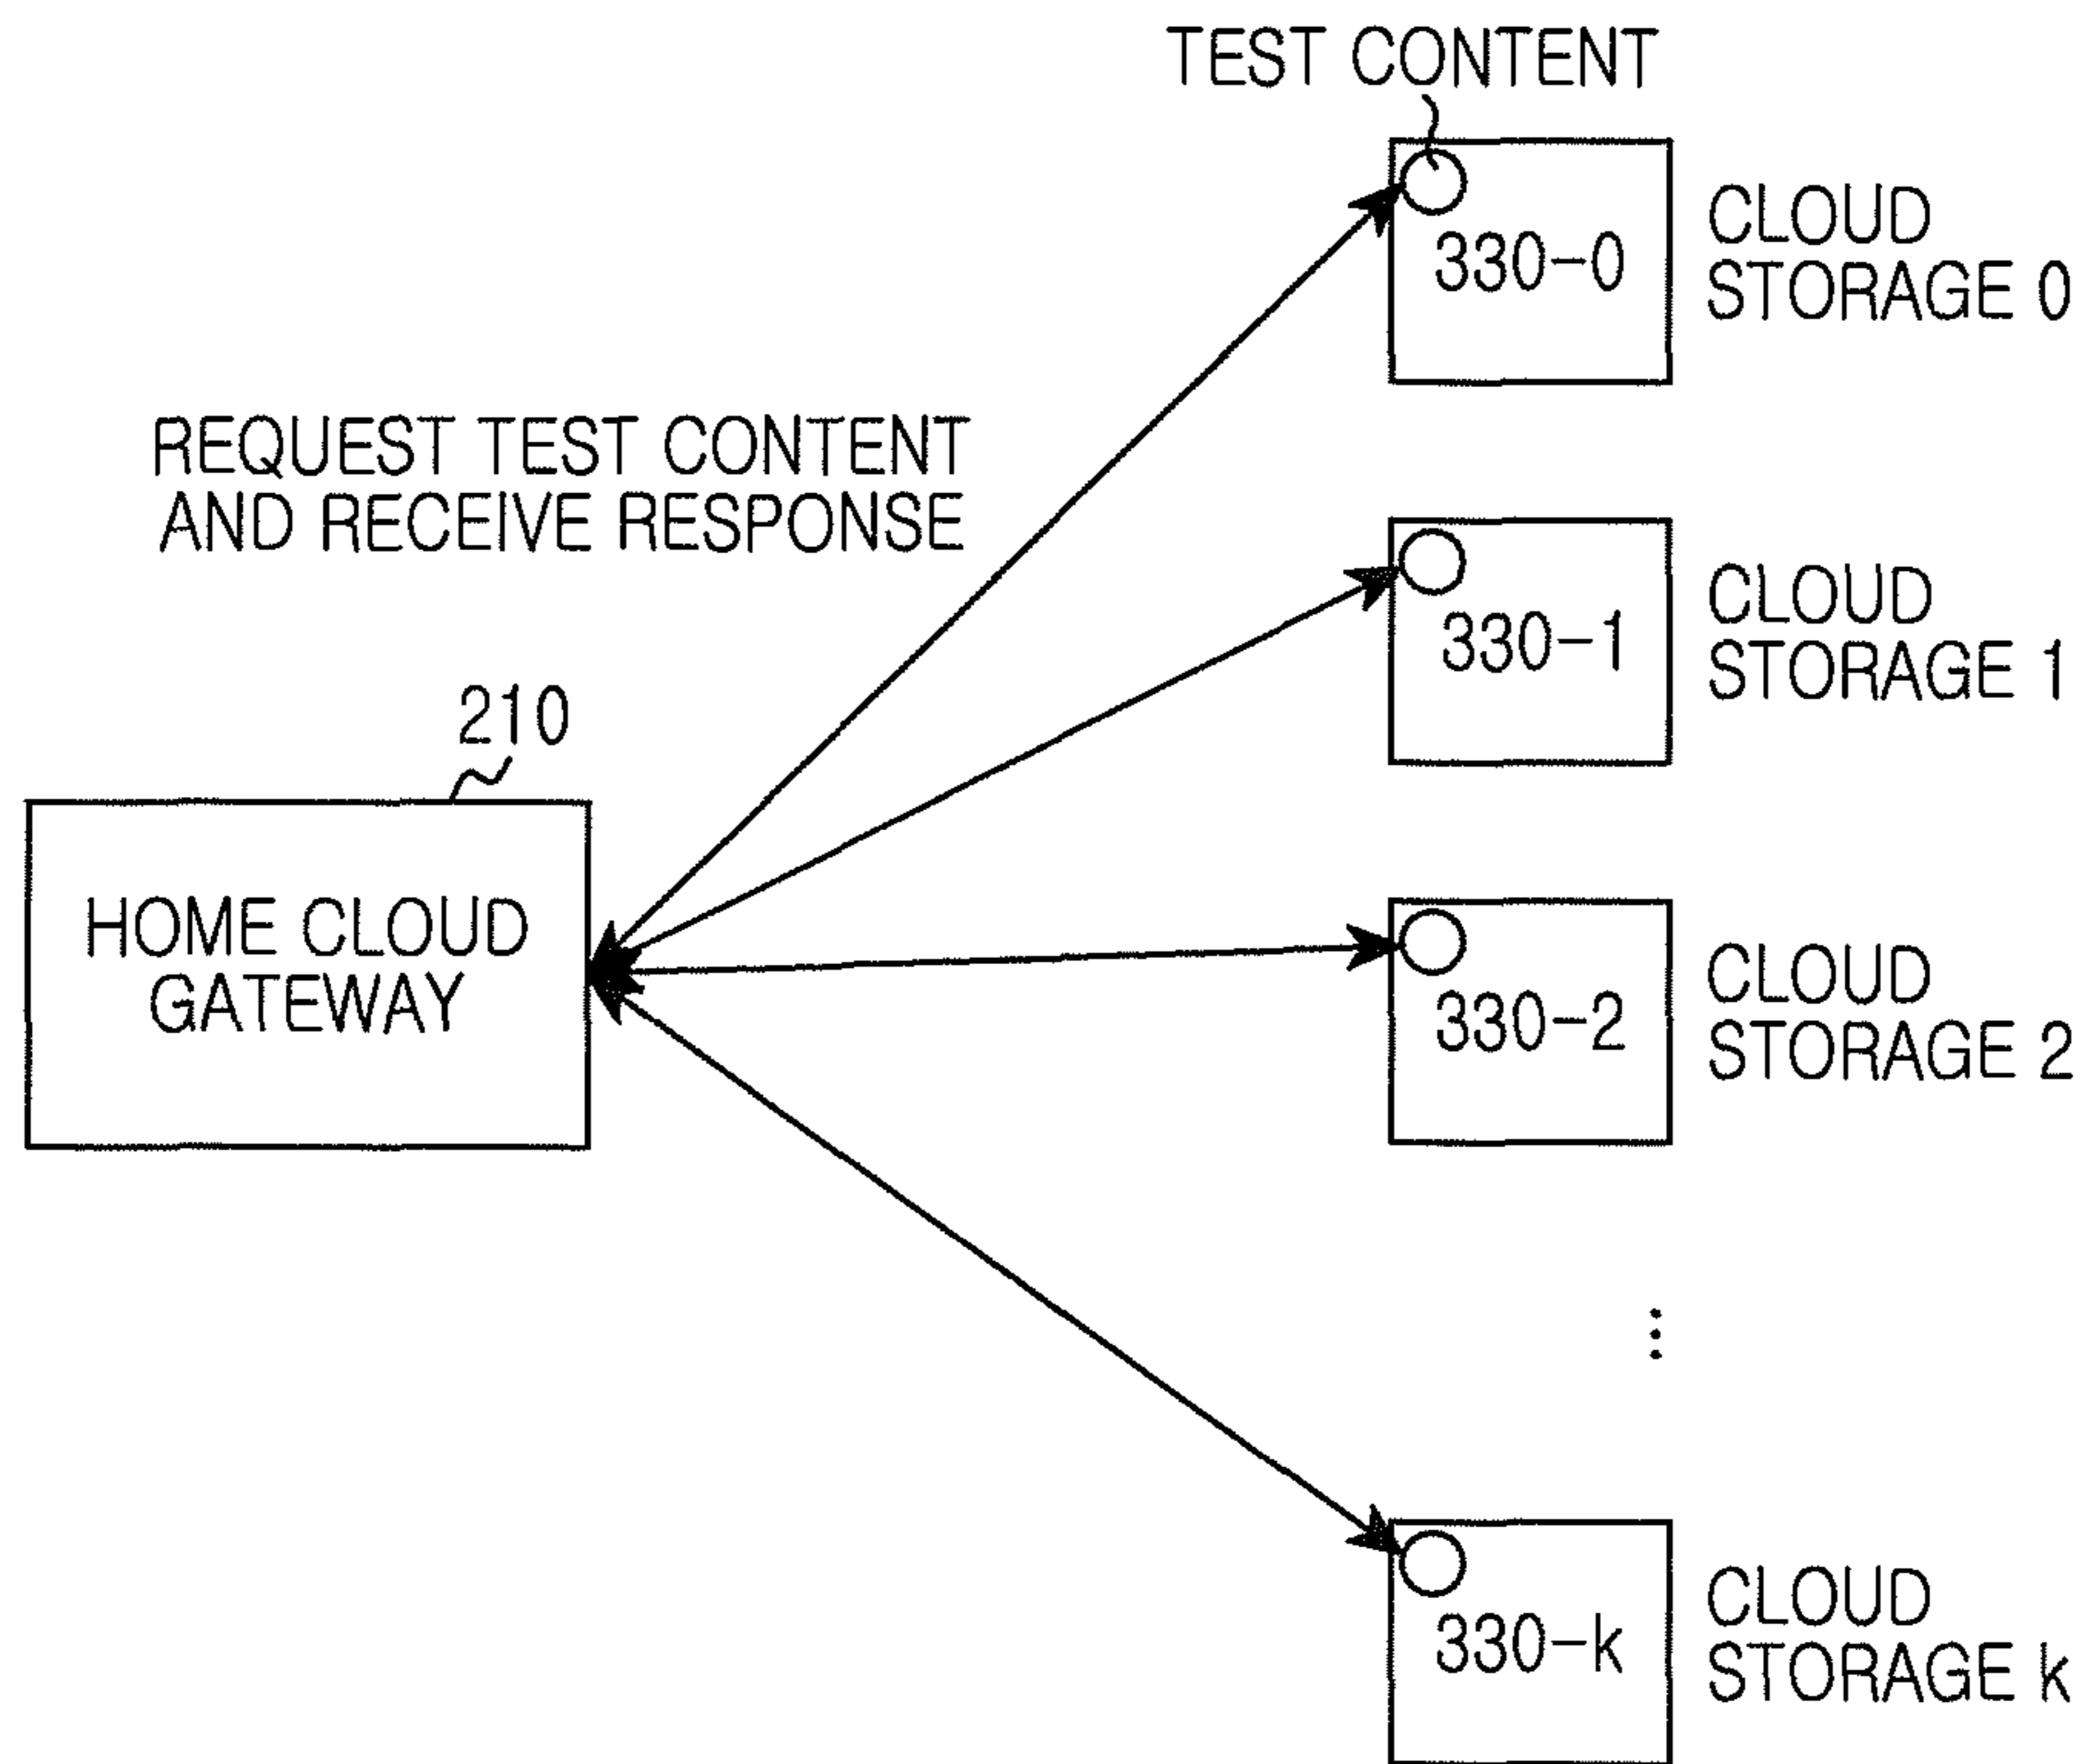 TEST CONTENT
330-0
CLOUD
STORAGE 0
REQUEST TEST CONTENT
AND RECEIVE RESPONSE
330-1
CLOUD
STORAGE 1
210
HOME CLOUD
GATEWAY
330-2
CLOUD
STORAGE 2
⋮
330-k
CLOUD
STORAGE k